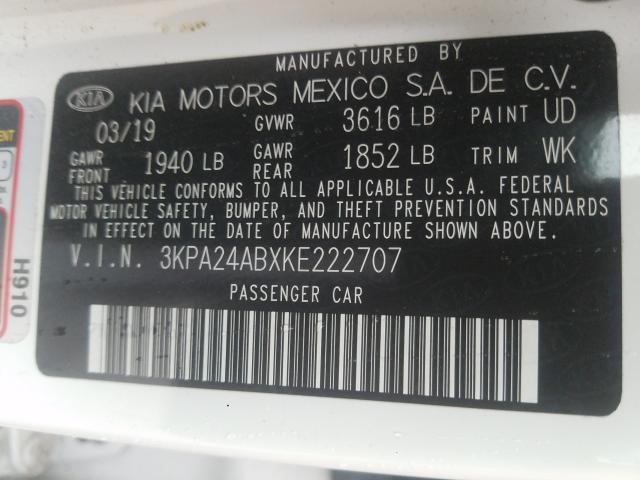 MANUFACTURED BY
KIA KIA MOTORS MEXICO S.A. DE C.V.
03/19 GVWR 3616 LB PAINT UD
GAWR FRONT 1940 LB GAWR REAR 1852 LB TRIM WK
THIS VEHICLE CONFORMS TO ALL APPLICABLE U.S.A. FEDERAL
MOTOR VEHICLE SAFETY, BUMPER, AND THEFT PREVENTION STANDARDS
IN EFFECT ON THE DATE OF MANUFACTURE SHOWN ABOVE.
V.I.N. 3KPA24ABXKE222707
PASSENGER CAR
H910